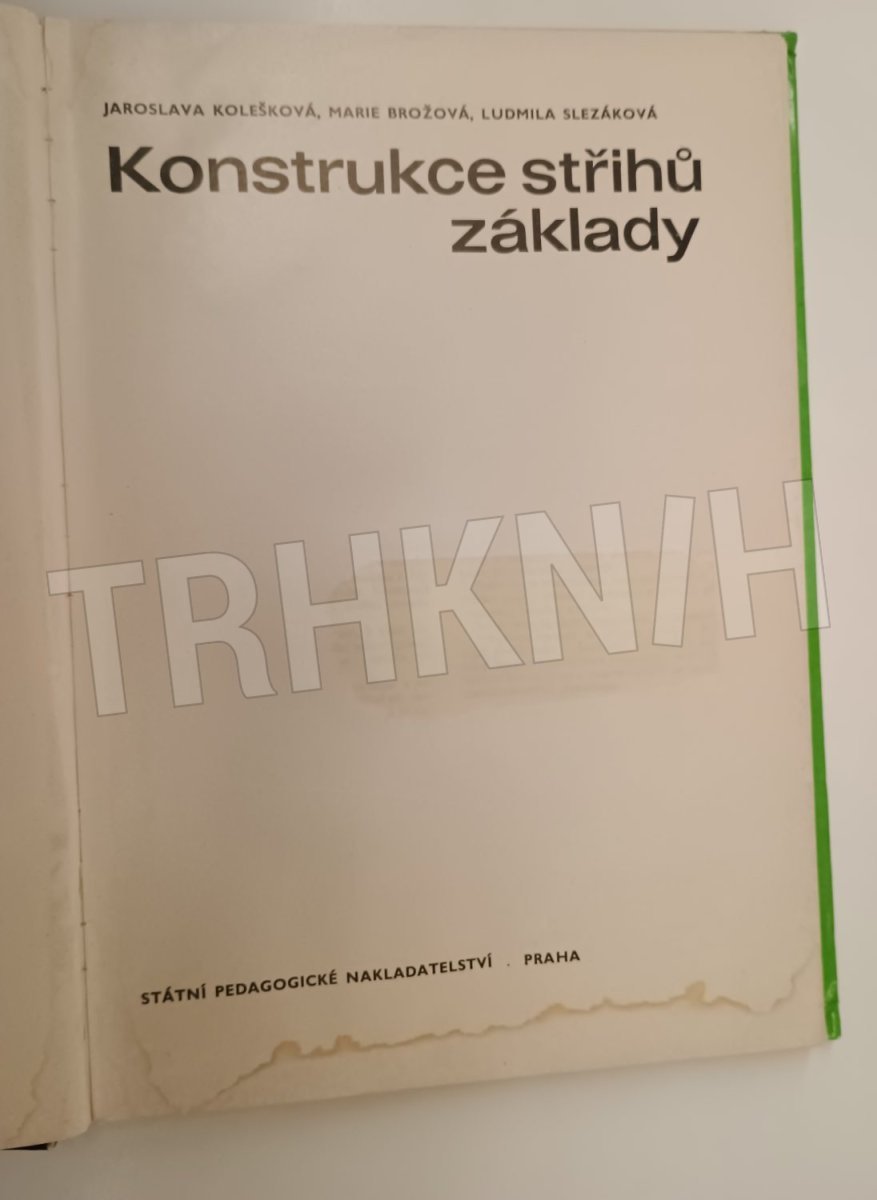 JAROSLAVA KOLEŠKOVÁ, MARIE BROŽOVÁ, LUDMILA SLEZÁKOVÁ
Konstrukce střihů
základy
TRHKNIH
STÁTNÍ PEDAGOGICKÉ NAKLADATELSTVÍ . PRAHA